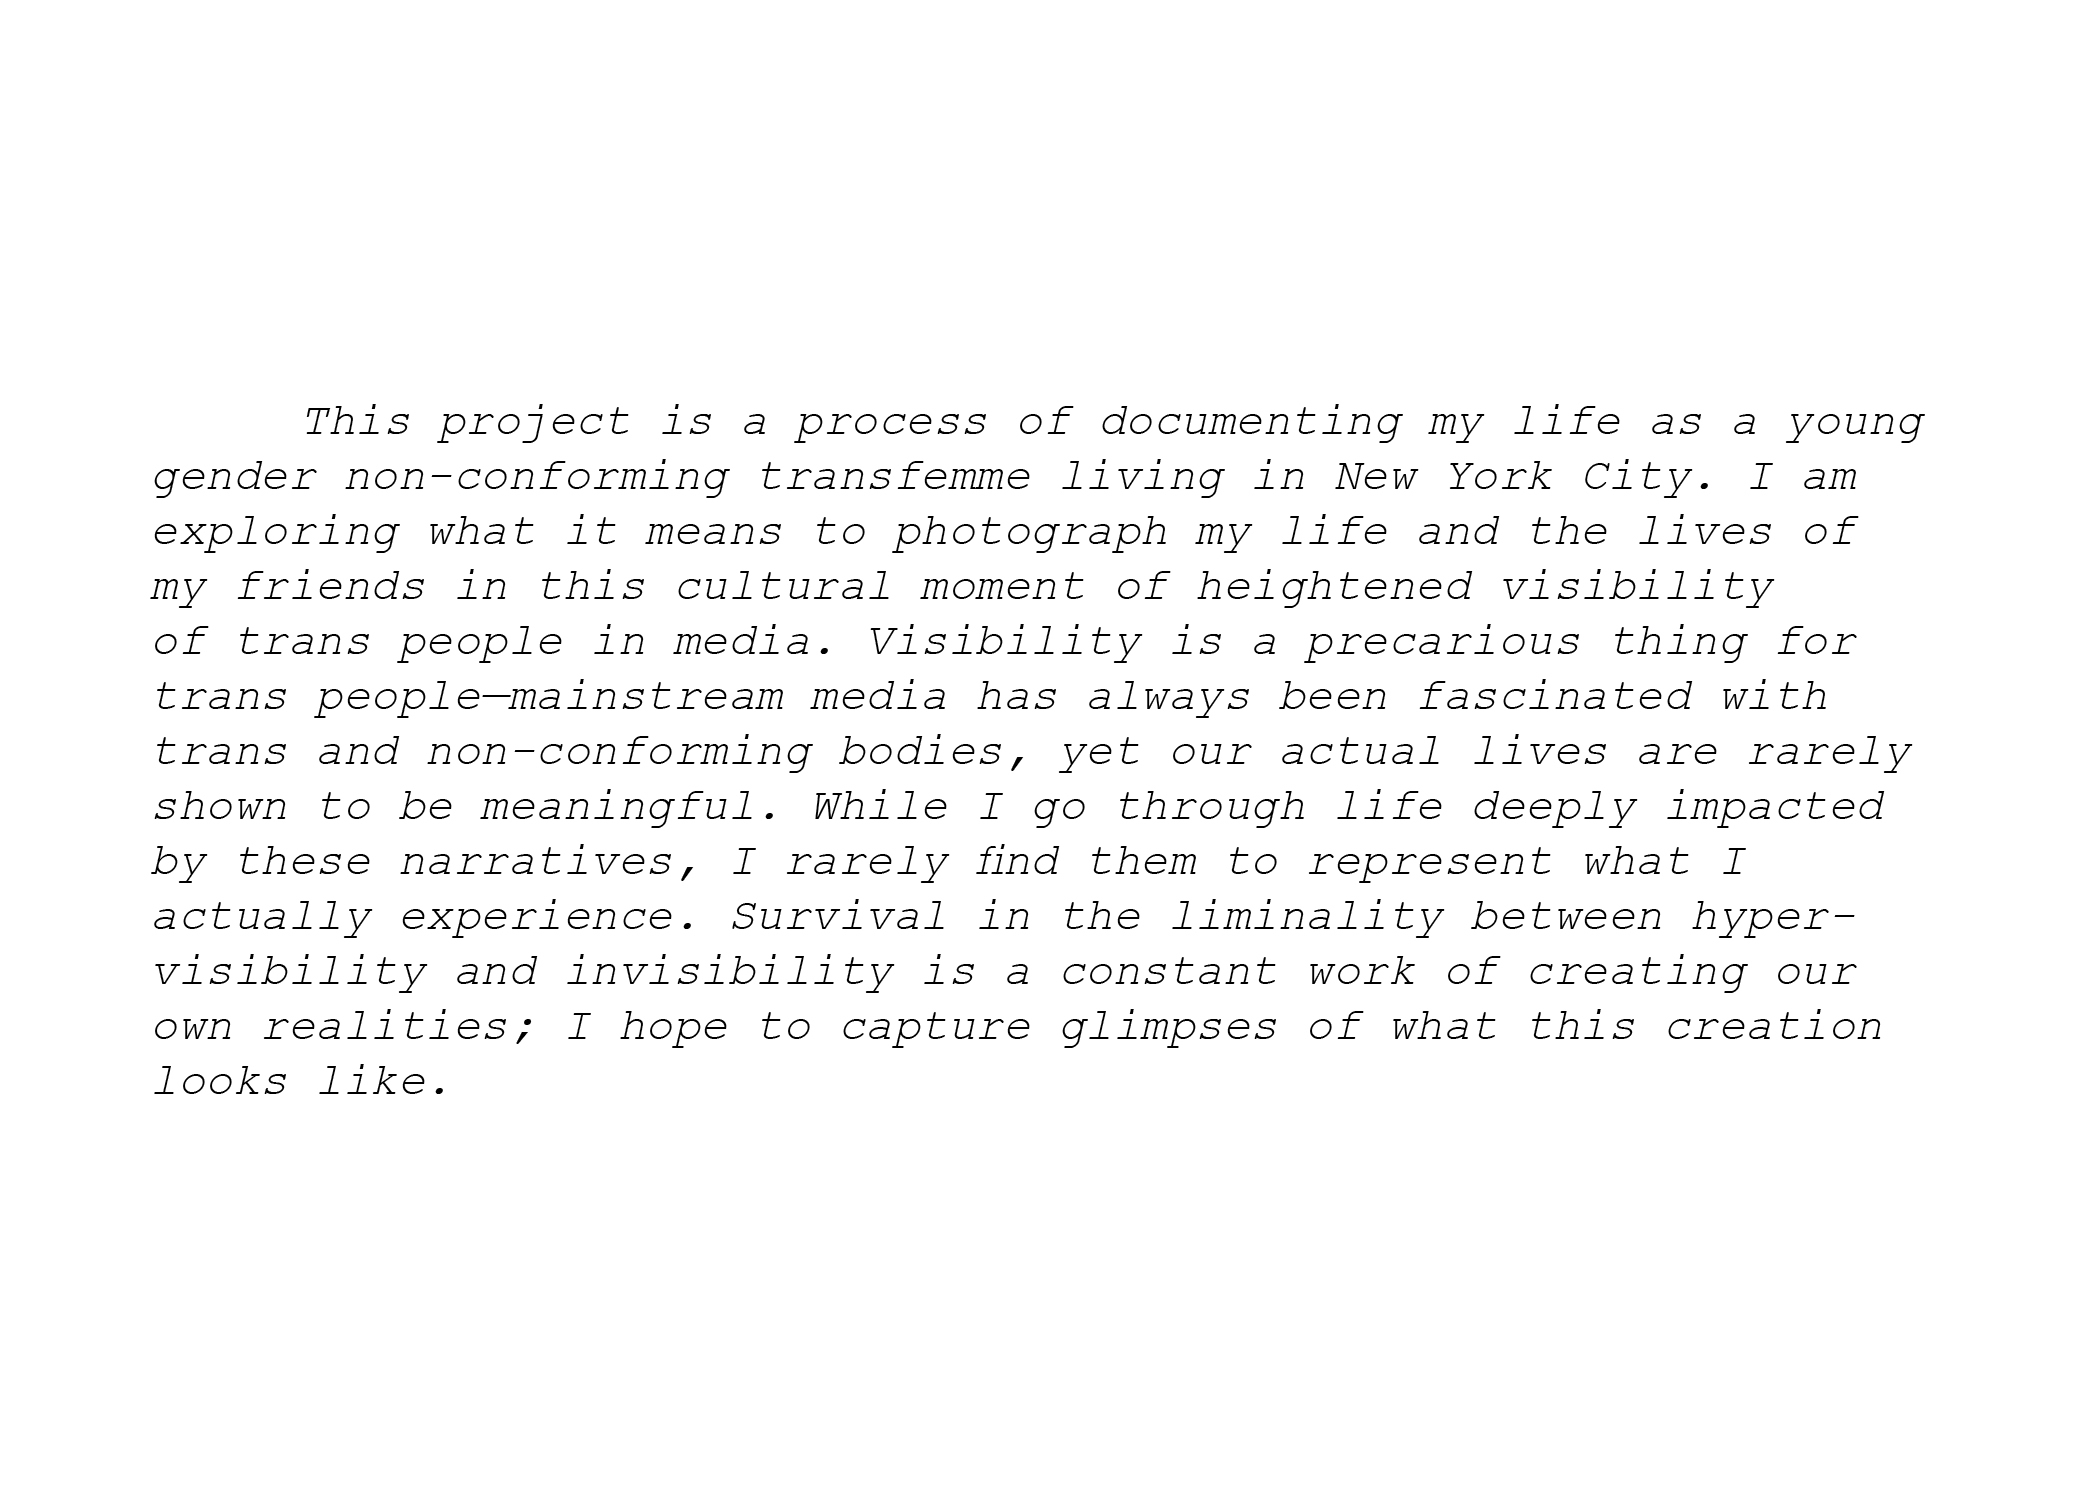 This project is a process of documenting my life as a young
gender non-conforming transfemme living in New York City. I am
exploring what it means to photograph my life and the lives of
my friends in this cultural moment of heightened visibility
of trans people in media. Visibility is a precarious thing for
trans people—mainstream media has always been fascinated with
trans and non-conforming bodies, yet our actual lives are rarely
shown to be meaningful. While I go through life deeply impacted
by these narratives, I rarely find them to represent what I
actually experience. Survival in the liminality between hyper-
visibility and invisibility is a constant work of creating our
own realities; I hope to capture glimpses of what this creation
looks like.